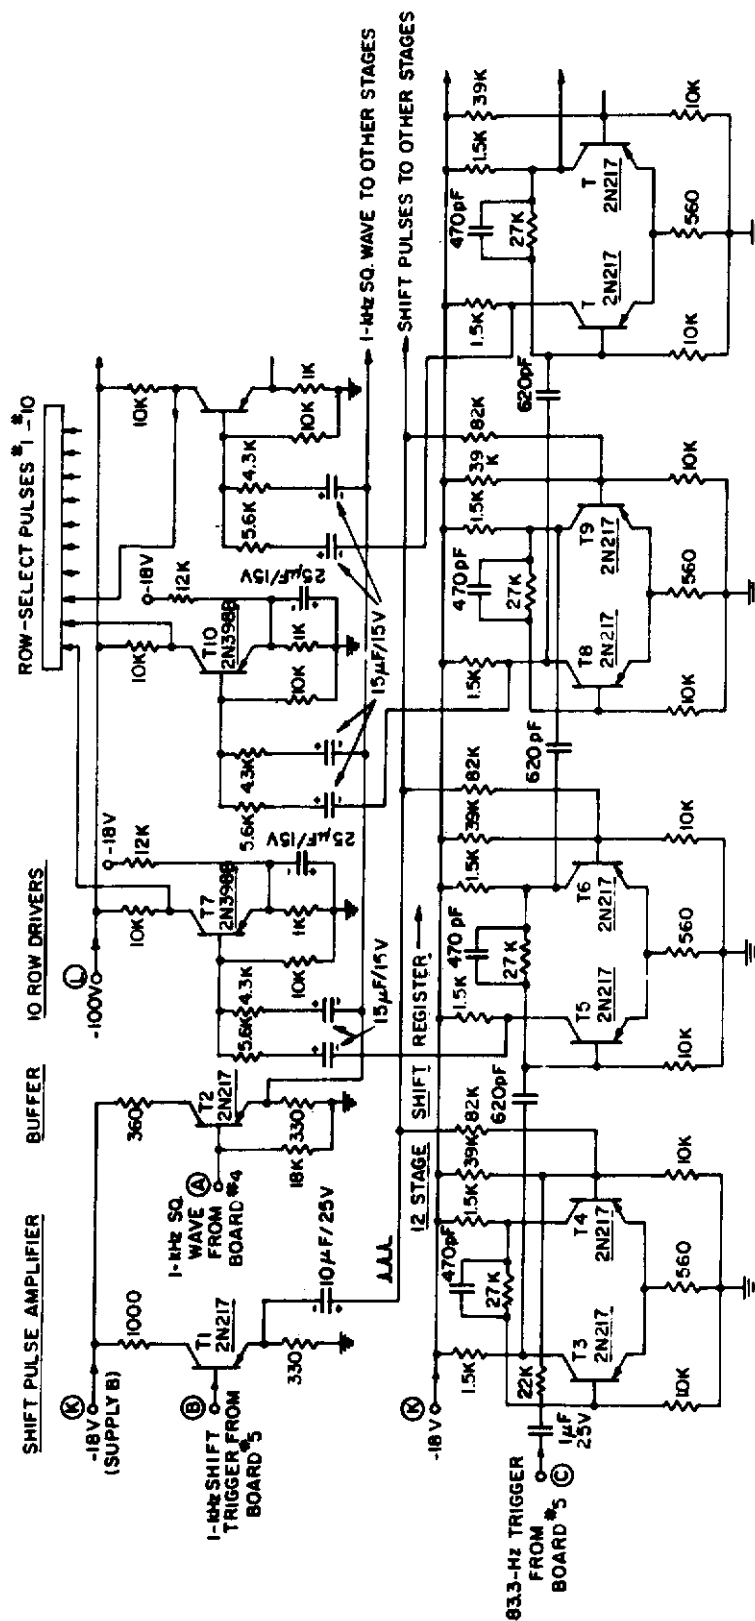 SHIFT PULSE AMPLIFIER
BUFFER
10 ROW DRIVERS
ROW-SELECT PULSES #1 - #10
-18V
(SUPPLY B)
K
1000
360
-100V
L
10K
-18V
12K
10K
-18V
12K
10K
1-kHz SHIFT
TRIGGER FROM
BOARD #5
B
T1
2N217
330
10µF/25V
1-kHz SQ.
WAVE
FROM
BOARD #4
A
T2
2N217
18K
330
T7
2N398B
5.6K
4.3K
10K
1K
25µF/15V
15µF/15V
T10
2N398B
5.6K
4.3K
10K
1K
25µF/15V
15µF/15V
5.6K
4.3K
10K
1K
1-kHz SQ. WAVE TO OTHER STAGES
SHIFT PULSES TO OTHER STAGES
12 STAGE SHIFT REGISTER
-18V
K
1.5K
470pF
27K
1.5K
39K
82K
T3
2N217
T4
2N217
22K
10K
560
10K
83.3-Hz TRIGGER
FROM
BOARD #5
C
1µF
25V
620pF
1.5K
470 pF
27K
1.5K
39K
82K
T5
2N217
T6
2N217
10K
560
10K
620 pF
1.5K
470pF
27K
1.5K
39
K
82K
T8
2N217
T9
2N217
10K
560
10K
620pF
1.5K
470pF
27K
1.5K
39K
T
2N217
T
2N217
10K
560
10K